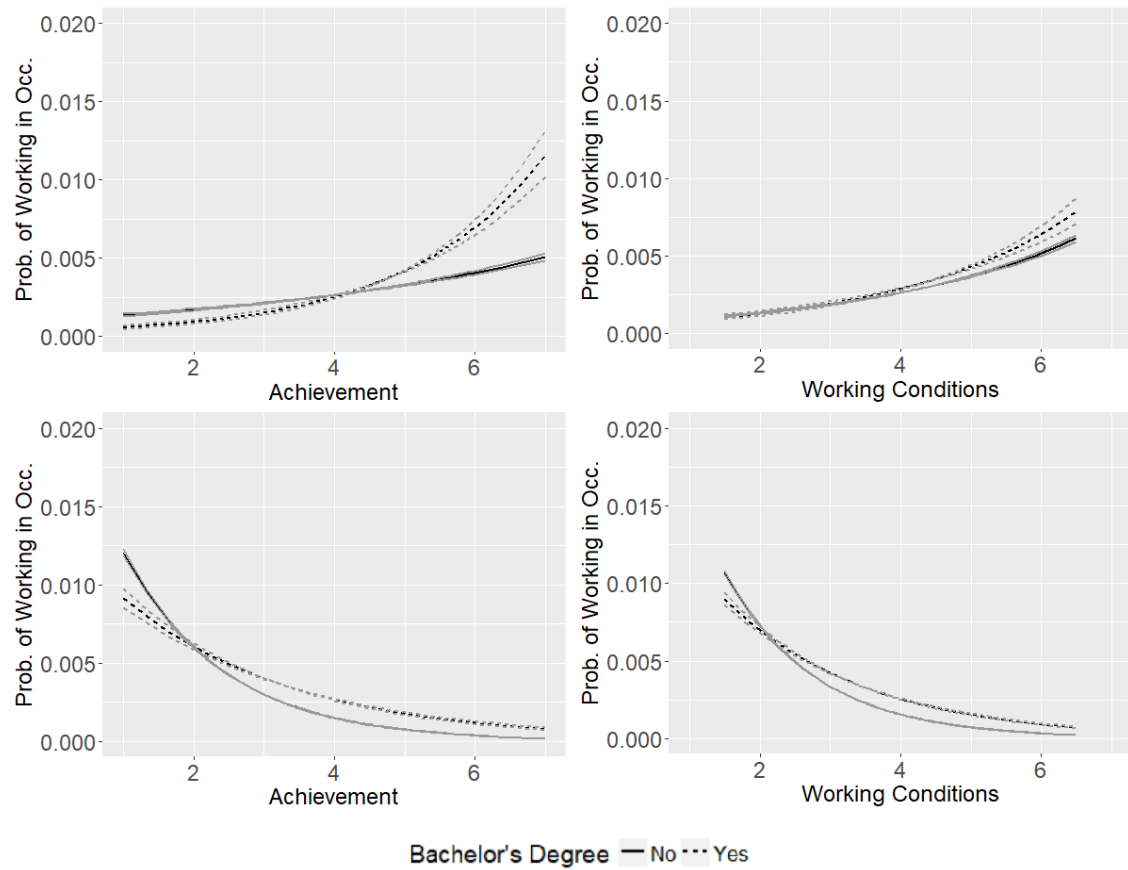 Prob. of Working in Occ.
0.020
0.015
0.010
0.005
0.000
2 4 6
Achievement
Prob. of Working in Occ.
0.020
0.015
0.010
0.005
0.000
2 4 6
Working Conditions
Prob. of Working in Occ.
0.020
0.015
0.010
0.005
0.000
2 4 6
Achievement
Prob. of Working in Occ.
0.020
0.015
0.010
0.005
0.000
2 4 6
Working Conditions
Bachelor's Degree No Yes